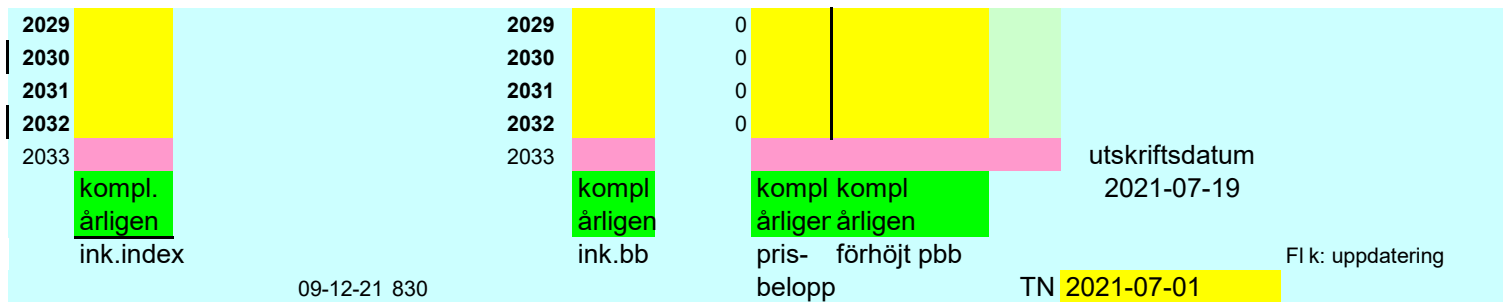 2029 2029 0
2030 2030 0
2031 2031 0
2032 2032 0
2033 2033 utskriftsdatum
kompl. kompl kompl kompl 2021-07-19
årligen årligen årliger årligen
ink.index ink.bb pris- förhöjt pbb Fl k: uppdatering
09-12-21 830 belopp TN 2021-07-01